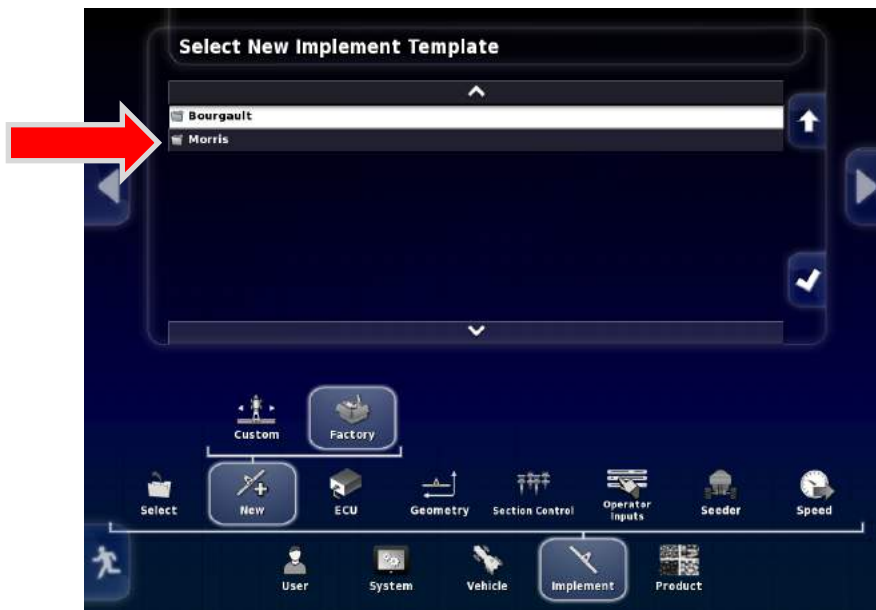 Select New Implement Template
Bourgault
Morris
Custom
Factory
Select
New
ECU
Geometry
Section Control
Operator
Inputs
Seeder
Speed
User
System
Vehicle
Implement
Product